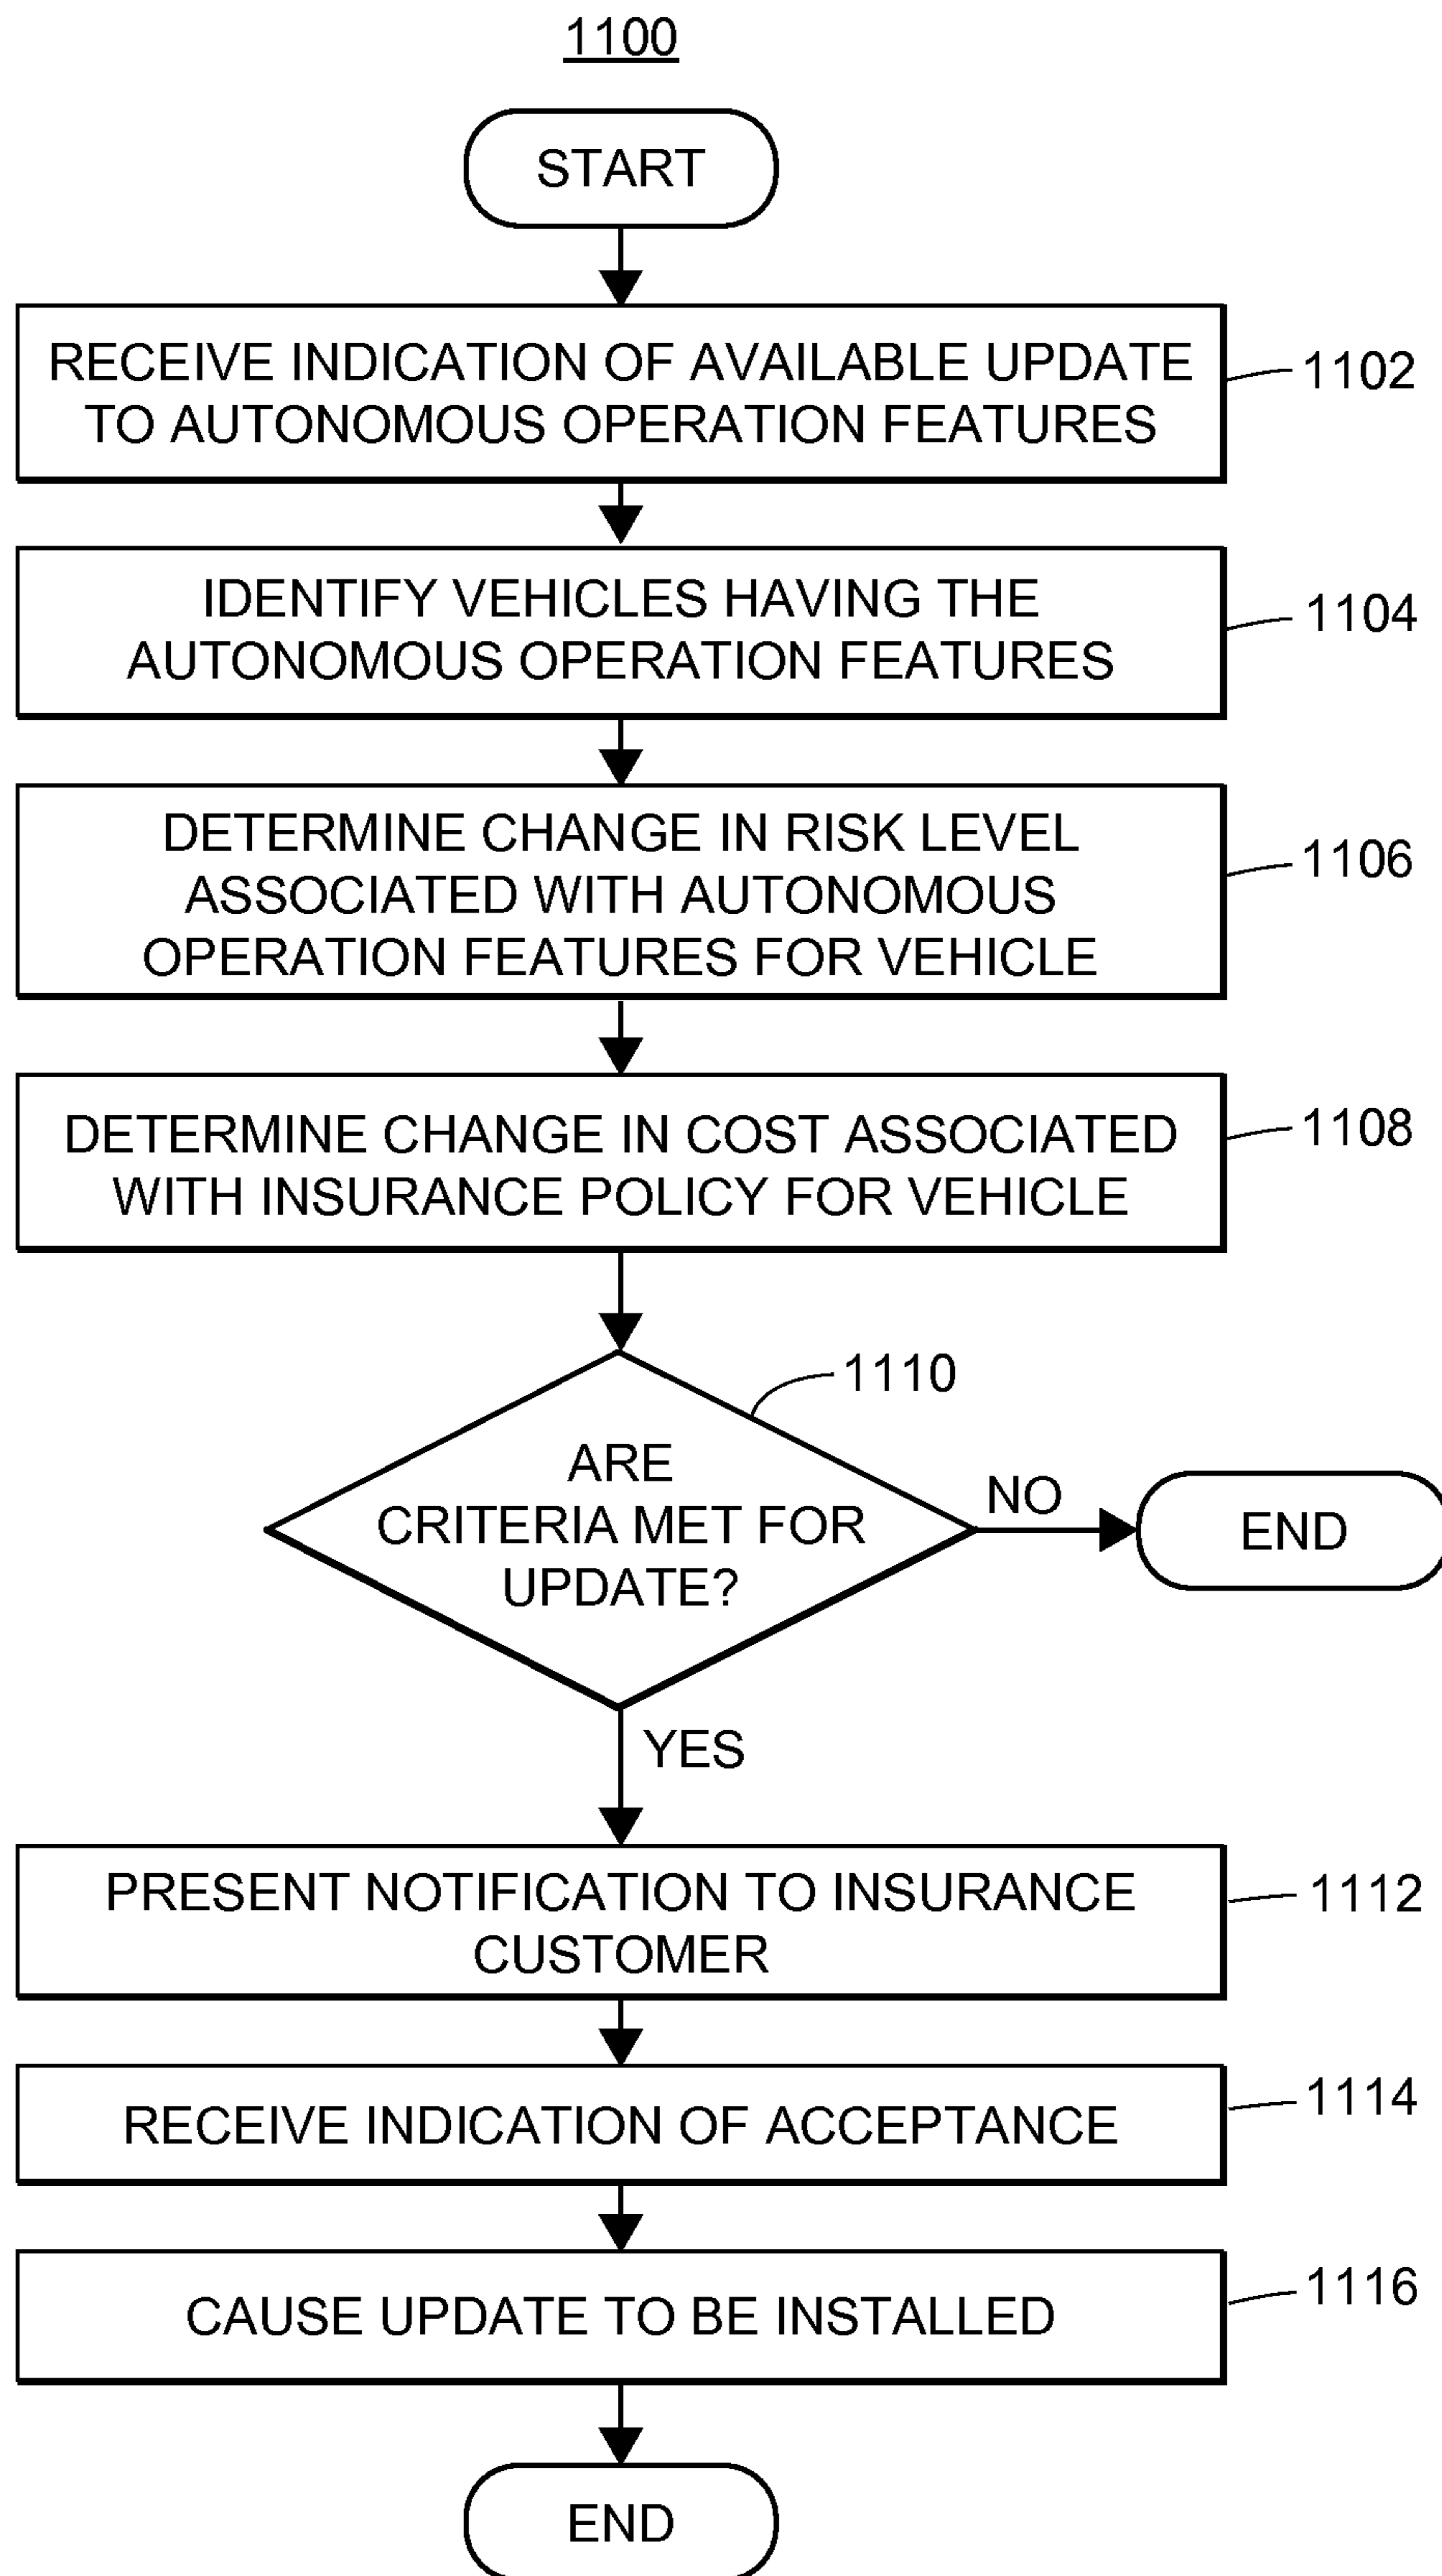 1100
START
RECEIVE INDICATION OF AVAILABLE UPDATE
TO AUTONOMOUS OPERATION FEATURES
1102
IDENTIFY VEHICLES HAVING THE
AUTONOMOUS OPERATION FEATURES
1104
DETERMINE CHANGE IN RISK LEVEL
ASSOCIATED WITH AUTONOMOUS
OPERATION FEATURES FOR VEHICLE
1106
DETERMINE CHANGE IN COST ASSOCIATED
WITH INSURANCE POLICY FOR VEHICLE
1108
1110
ARE
CRITERIA MET FOR
UPDATE?
NO
END
YES
PRESENT NOTIFICATION TO INSURANCE
CUSTOMER
1112
RECEIVE INDICATION OF ACCEPTANCE
1114
CAUSE UPDATE TO BE INSTALLED
1116
END